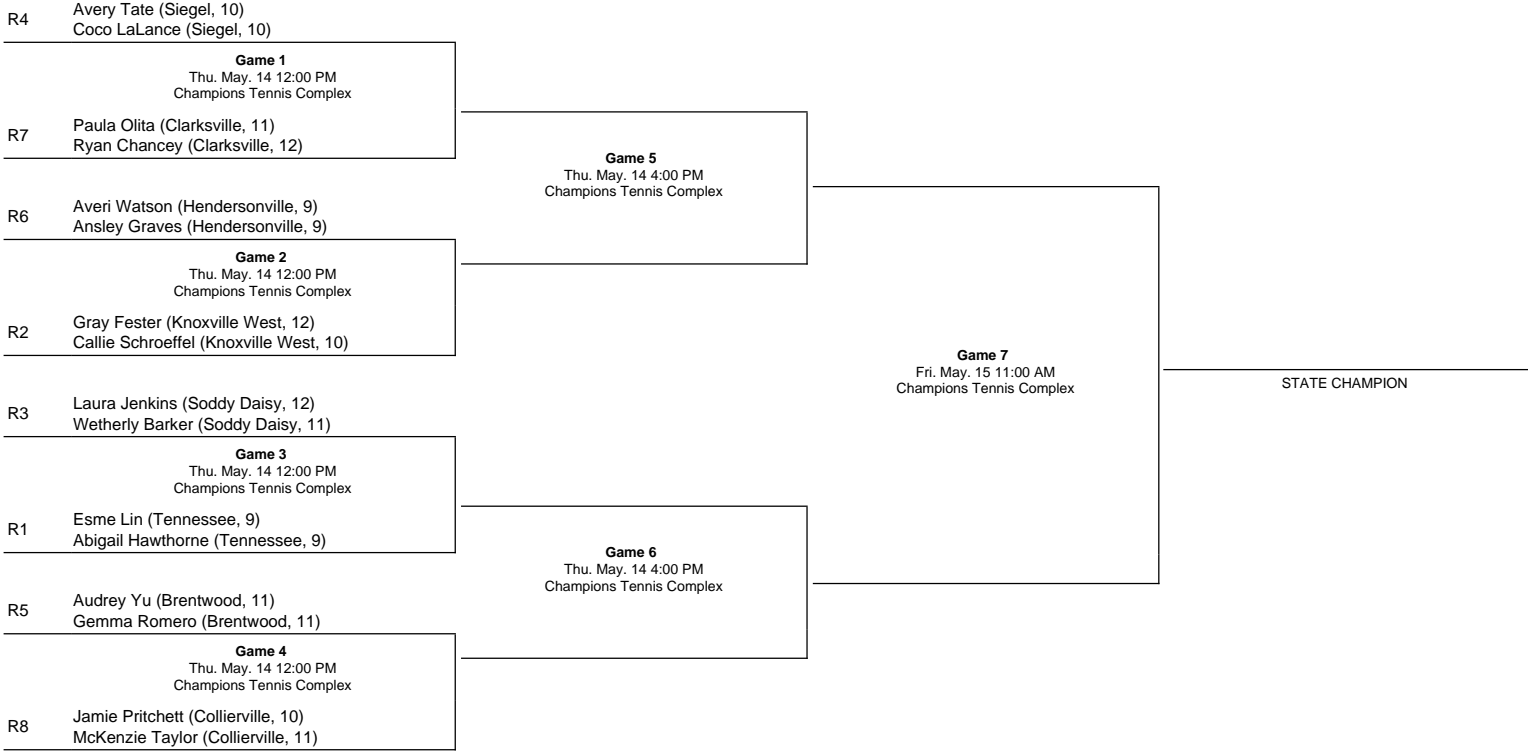 R4
Avery Tate (Siegel, 10)
Coco LaLance (Siegel, 10)
Game 1
Thu. May. 14 12:00 PM
Champions Tennis Complex
R7
Paula Olita (Clarksville, 11)
Ryan Chancey (Clarksville, 12)
Game 5
Thu. May. 14 4:00 PM
Champions Tennis Complex
R6
Averi Watson (Hendersonville, 9)
Ansley Graves (Hendersonville, 9)
Game 2
Thu. May. 14 12:00 PM
Champions Tennis Complex
R2
Gray Fester (Knoxville West, 12)
Callie Schroeffel (Knoxville West, 10)
Game 7
Fri. May. 15 11:00 AM
Champions Tennis Complex
STATE CHAMPION
R3
Laura Jenkins (Soddy Daisy, 12)
Wetherly Barker (Soddy Daisy, 11)
Game 3
Thu. May. 14 12:00 PM
Champions Tennis Complex
R1
Esme Lin (Tennessee, 9)
Abigail Hawthorne (Tennessee, 9)
Game 6
Thu. May. 14 4:00 PM
Champions Tennis Complex
R5
Audrey Yu (Brentwood, 11)
Gemma Romero (Brentwood, 11)
Game 4
Thu. May. 14 12:00 PM
Champions Tennis Complex
R8
Jamie Pritchett (Collierville, 10)
McKenzie Taylor (Collierville, 11)